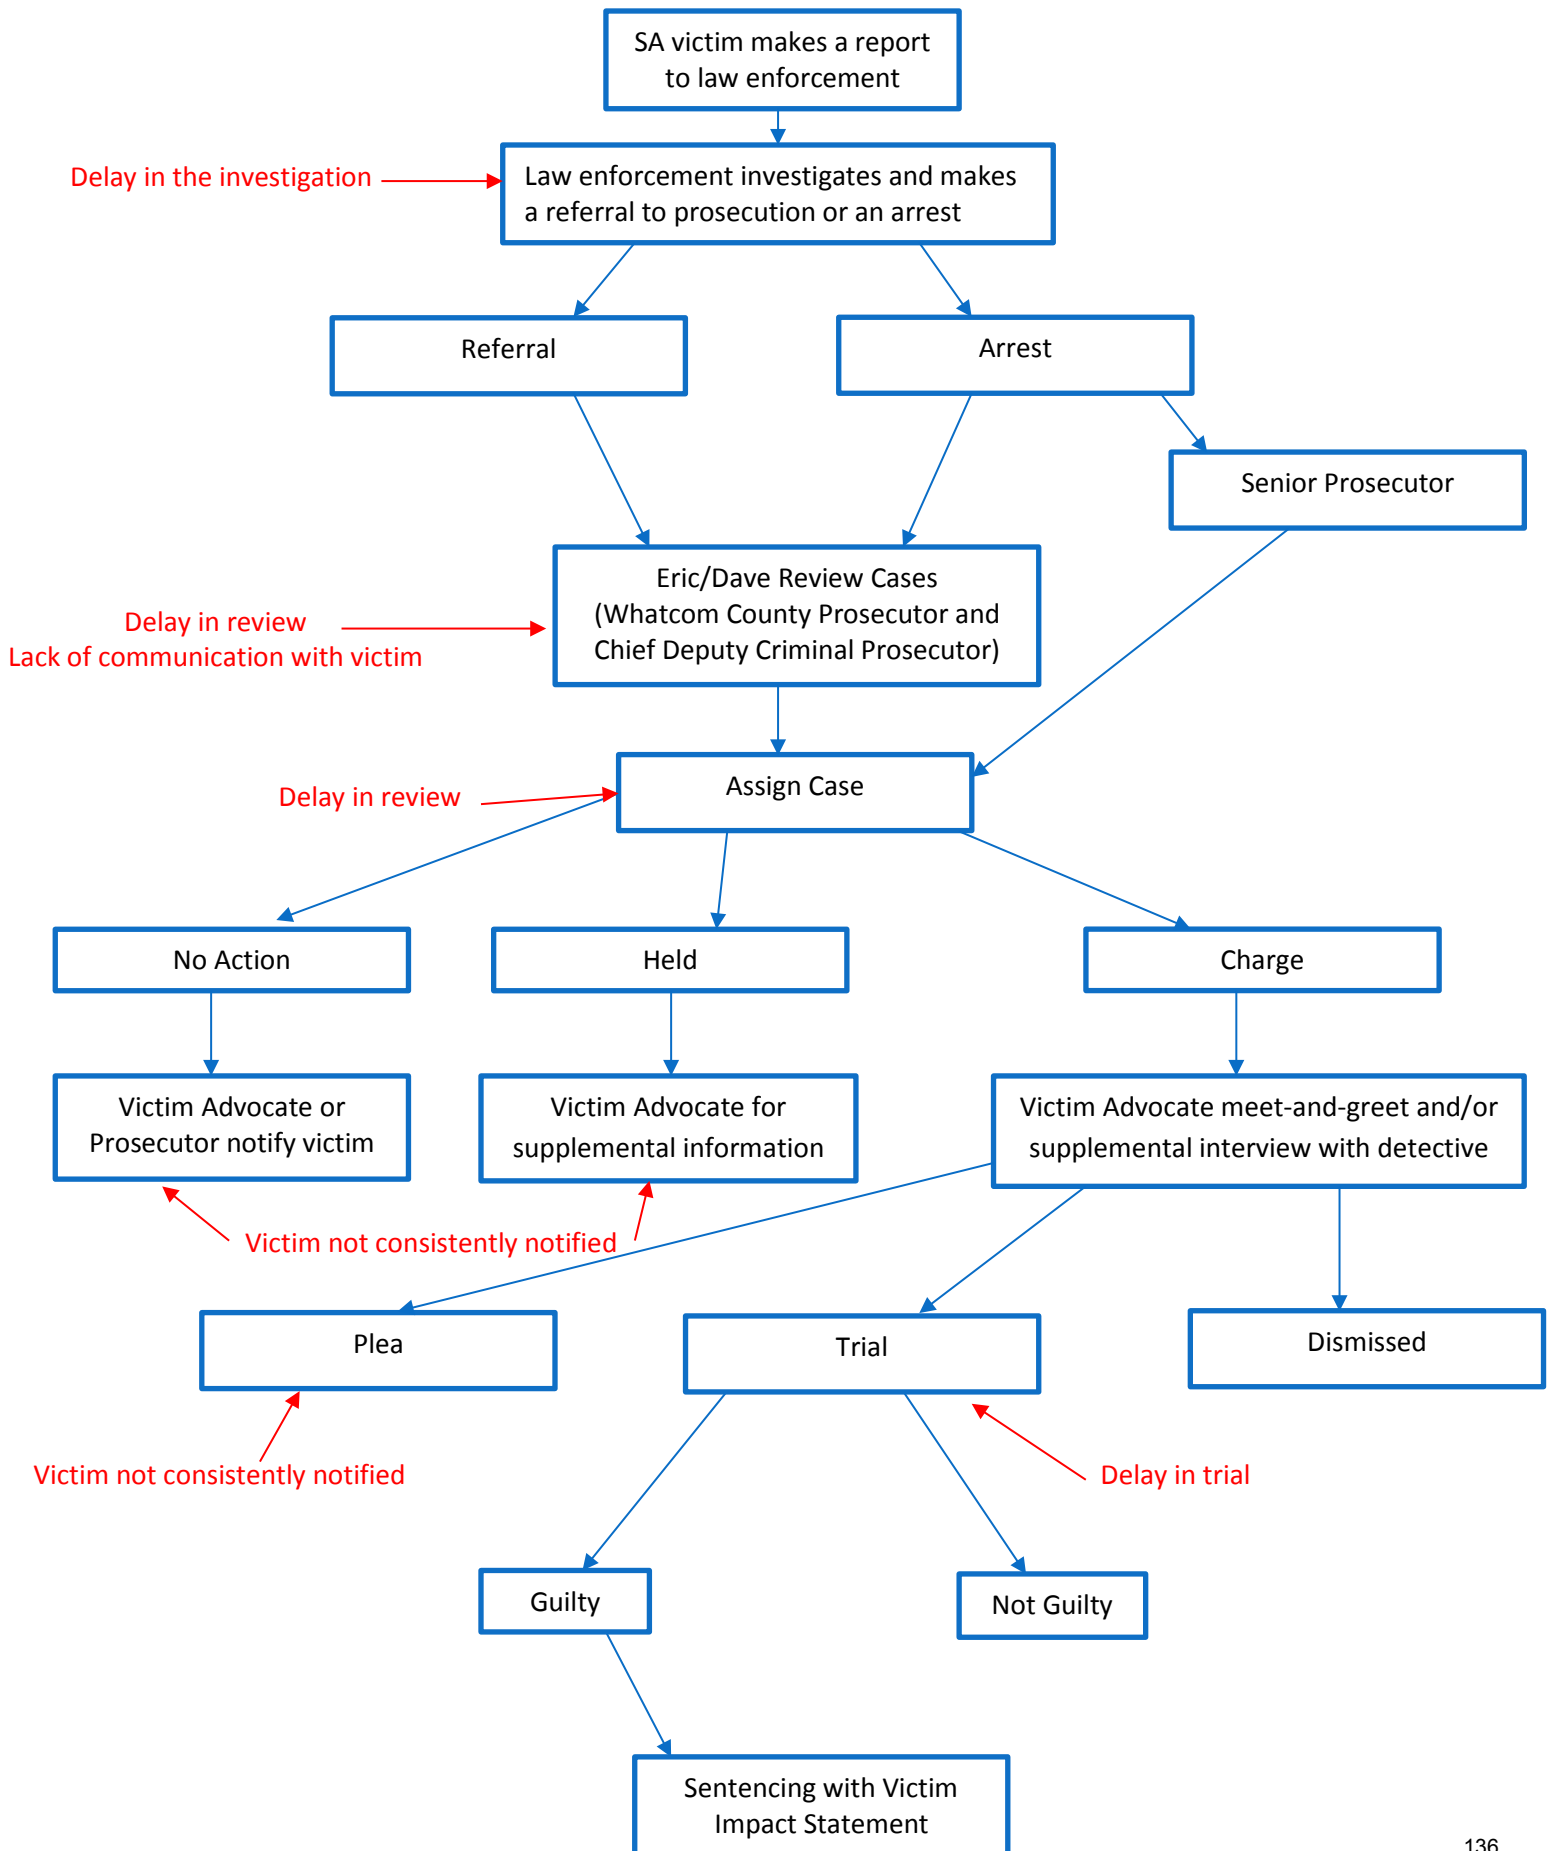 SA victim makes a report
to law enforcement
Delay in the investigation
Law enforcement investigates and makes
a referral to prosecution or an arrest
Referral
Arrest
Senior Prosecutor
Eric/Dave Review Cases
(Whatcom County Prosecutor and
Chief Deputy Criminal Prosecutor)
Delay in review
Lack of communication with victim
Assign Case
Delay in review
No Action
Held
Charge
Victim Advocate or
Prosecutor notify victim
Victim Advocate for
supplemental information
Victim Advocate meet-and-greet and/or
supplemental interview with detective
Victim not consistently notified
Plea
Trial
Dismissed
Victim not consistently notified
Delay in trial
Guilty
Not Guilty
Sentencing with Victim
Impact Statement
136